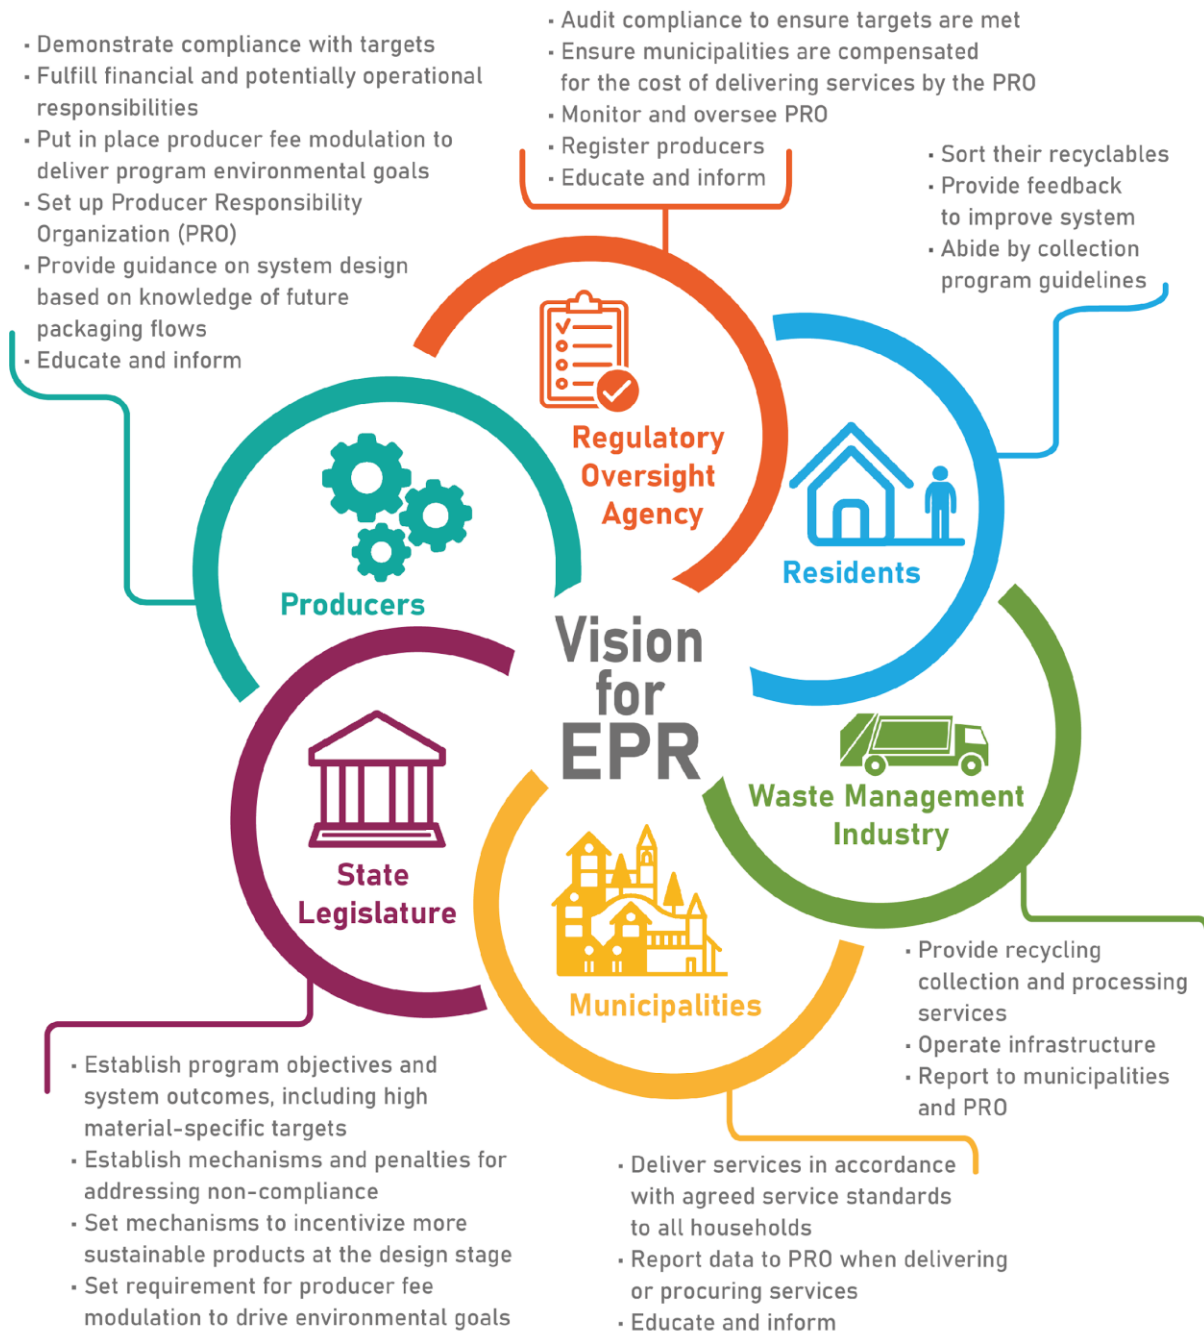 ▪ Demonstrate compliance with targets
▪ Fulfill financial and potentially operational
responsibilities
▪ Put in place producer fee modulation to
deliver program environmental goals
▪ Set up Producer Responsibility
Organization (PRO)
▪ Provide guidance on system design
based on knowledge of future
packaging flows
▪ Educate and inform
▪ Audit compliance to ensure targets are met
▪ Ensure municipalities are compensated
for the cost of delivering services by the PRO
▪ Monitor and oversee PRO
▪ Register producers
▪ Educate and inform
▪ Sort their recyclables
▪ Provide feedback
to improve system
▪ Abide by collection
program guidelines
Regulatory
Oversight
Agency
Producers
Residents
Vision
for
EPR
State
Legislature
Waste Management
Industry
Municipalities
▪ Provide recycling
collection and processing
services
▪ Operate infrastructure
▪ Report to municipalities
and PRO
▪ Establish program objectives and
system outcomes, including high
material-specific targets
▪ Establish mechanisms and penalties for
addressing non-compliance
▪ Set mechanisms to incentivize more
sustainable products at the design stage
▪ Set requirement for producer fee
modulation to drive environmental goals
▪ Deliver services in accordance
with agreed service standards
to all households
▪ Report data to PRO when delivering
or procuring services
▪ Educate and inform